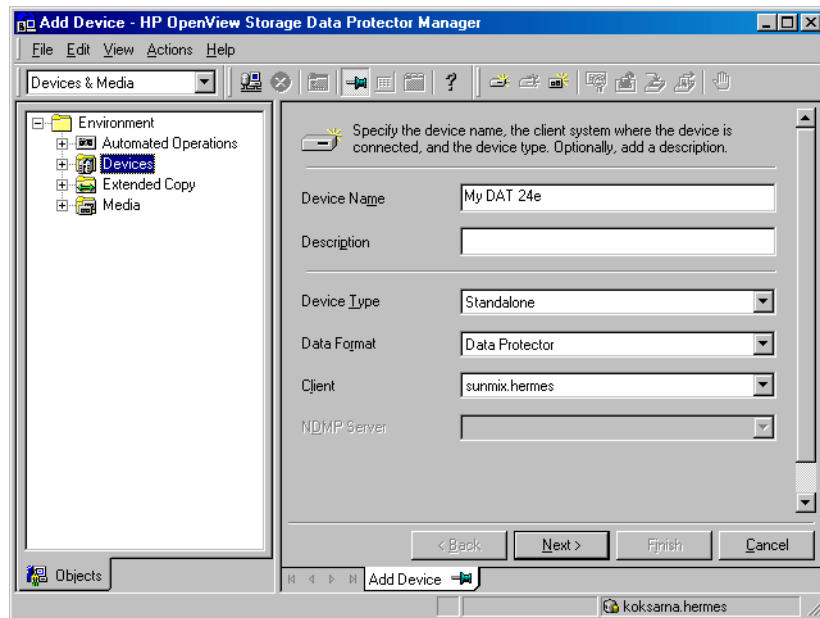 Add Device - HP OpenView Storage Data Protector Manager
File Edit View Actions Help
Devices & Media
Environment
Automated Operations
Devices
Extended Copy
Media
Objects
Specify the device name, the client system where the device is
connected, and the device type. Optionally, add a description.
Device Name
My DAT 24e
Description
Device Type
Standalone
Data Format
Data Protector
Client
sunmix.hermes
NDMP Server
< Back
Next >
Finish
Cancel
Add Device
koksarna.hermes